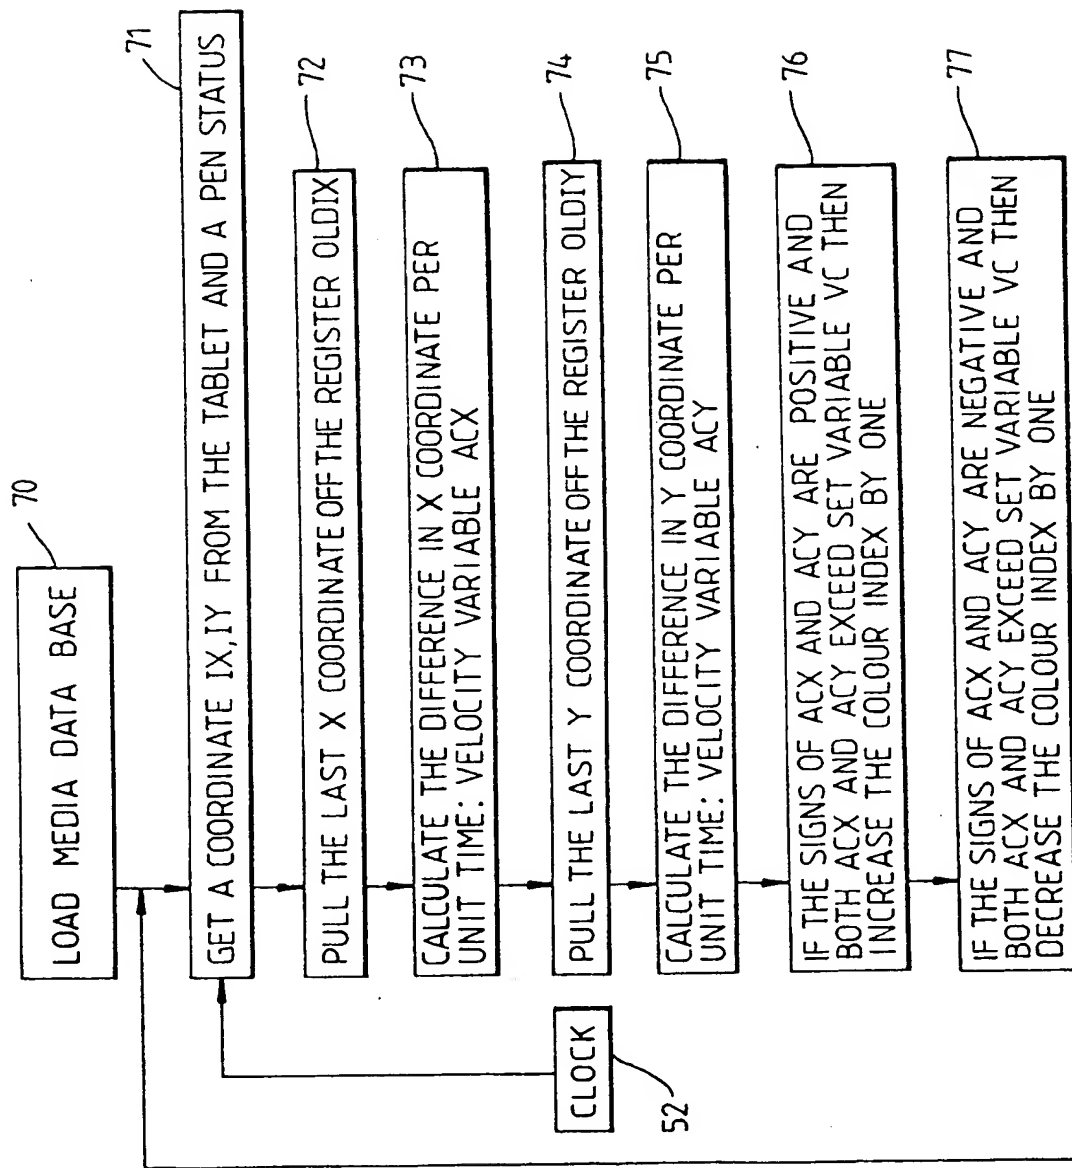 70
LOAD MEDIA DATA BASE
71
GET A COORDINATE IX,IY FROM THE TABLET AND A PEN STATUS
72
PULL THE LAST X COORDINATE OFF THE REGISTER OLDIX
73
CALCULATE THE DIFFERENCE IN X COORDINATE PER
UNIT TIME: VELOCITY VARIABLE ACX
CLOCK
52
74
PULL THE LAST Y COORDINATE OFF THE REGISTER OLDIY
75
CALCULATE THE DIFFERENCE IN Y COORDINATE PER
UNIT TIME: VELOCITY VARIABLE ACY
76
IF THE SIGNS OF ACX AND ACY ARE POSITIVE AND
BOTH ACX AND ACY EXCEED SET VARIABLE VC THEN
INCREASE THE COLOUR INDEX BY ONE
77
IF THE SIGNS OF ACX AND ACY ARE NEGATIVE AND
BOTH ACX AND ACY EXCEED SET VARIABLE VC THEN
DECREASE THE COLOUR INDEX BY ONE